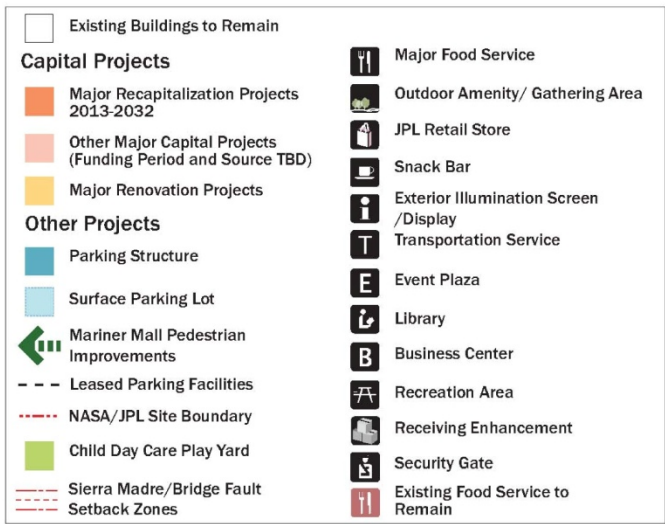 Existing Buildings to Remain
Capital Projects
Major Recapitalization Projects
2013-2032
Other Major Capital Projects
(Funding Period and Source TBD)
Major Renovation Projects
Other Projects
Parking Structure
Surface Parking Lot
Mariner Mall Pedestrian
Improvements
Leased Parking Facilities
NASA/JPL Site Boundary
Child Day Care Play Yard
Sierra Madre/Bridge Fault
Setback Zones
Major Food Service
Outdoor Amenity/ Gathering Area
JPL Retail Store
Snack Bar
i Exterior Illumination Screen
/Display
T Transportation Service
E Event Plaza
Library
B Business Center
Recreation Area
Receiving Enhancement
Security Gate
Existing Food Service to
Remain